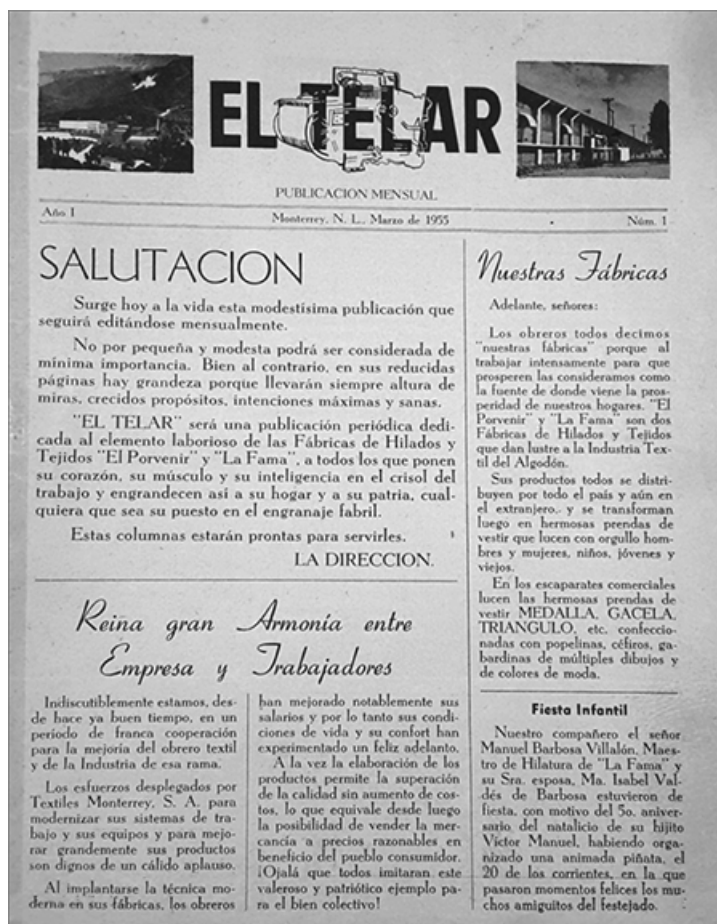 EL TELAR
PUBLICACION MENSUAL
Año I
Monterrey, N. L., Marzo de 1955
Núm. 1
SALUTACION
Surge hoy a la vida esta modestísima publicación que
seguirá editándose mensualmente.
No por pequeña y modesta podrá ser considerada de
mínima importancia. Bien al contrario, en sus reducidas
páginas hay grandeza porque llevarán siempre altura de
miras, crecidos propósitos, intenciones máximas y sanas.
"EL TELAR" será una publicación periódica dedi-
cada al elemento laborioso de las Fábricas de Hilados y
Tejidos "El Porvenir" y "La Fama", a todos los que ponen
su corazón, su músculo y su inteligencia en el crisol del
trabajo y engrandecen así a su hogar y a su patria, cual-
quiera que sea su puesto en el engranaje fabril.
Estas columnas estarán prontas para servirles.
LA DIRECCION.
Reina gran Armonía entre
Empresa y Trabajadores
Indiscutiblemente estamos, des-
de hace ya buen tiempo, en un
período de franca cooperación
para la mejoría del obrero textil
y de la Industria de esa rama.
Los esfuerzos desplegados por
Textiles Monterrey, S. A. para
modernizar sus sistemas de tra-
bajo y sus equipos y para mejo-
rar grandemente sus productos
son dignos de un cálido aplauso.
Al implantarse la técnica mo-
derna en sus fábricas, los obreros
han mejorado notablemente sus
salarios y por lo tanto sus condi-
ciones de vida y su confort han
experimentado un feliz adelanto.
A la vez la elaboración de los
productos permite la superación
de la calidad sin aumento de cos-
tos, lo que equivale desde luego
la posibilidad de vender la mer-
cancía a precios razonables en
beneficio del pueblo consumidor.
¡Ojalá que todos imitaran este
valeroso y patriótico ejemplo pa-
ra el bien colectivo!
Nuestras Fábricas
Adelante, señores:
Los obreros todos decimos
"nuestras fábricas" porque al
trabajar intensamente para que
prosperen las consideramos como
la fuente de donde viene la pros-
peridad de nuestros hogares. "El
Porvenir" y "La Fama" son dos
Fábricas de Hilados y Tejidos
que dan lustre a la Industria Tex-
til del Algodón.
Sus productos todos se distri-
buyen por todo el país y aún en
el extranjero, y se transforman
luego en hermosas prendas de
vestir que lucen con orgullo hom-
bres y mujeres, niños, jóvenes y
viejos.
En los escaparates comerciales
lucen las hermosas prendas de
vestir MEDALLA, GACELA,
TRIANGULO, etc. confeccio-
nadas con popelinas, céfiros, ga-
bardinas de múltiples dibujos y
de colores de moda.
Fiesta Infantil
Nuestro compañero el señor
Manuel Barbosa Villalón, Maes-
tro de Hilatura de "La Fama" y
su Sra. esposa, Ma. Isabel Val-
dés de Barbosa estuvieron de
fiesta, con motivo del 5o. aniver-
sario del natalicio de su hijito
Víctor Manuel, habiendo orga-
nizado una animada piñata, el
20 de los corrientes, en la que
pasaron momentos felices los mu-
chos amiguitos del festejado.